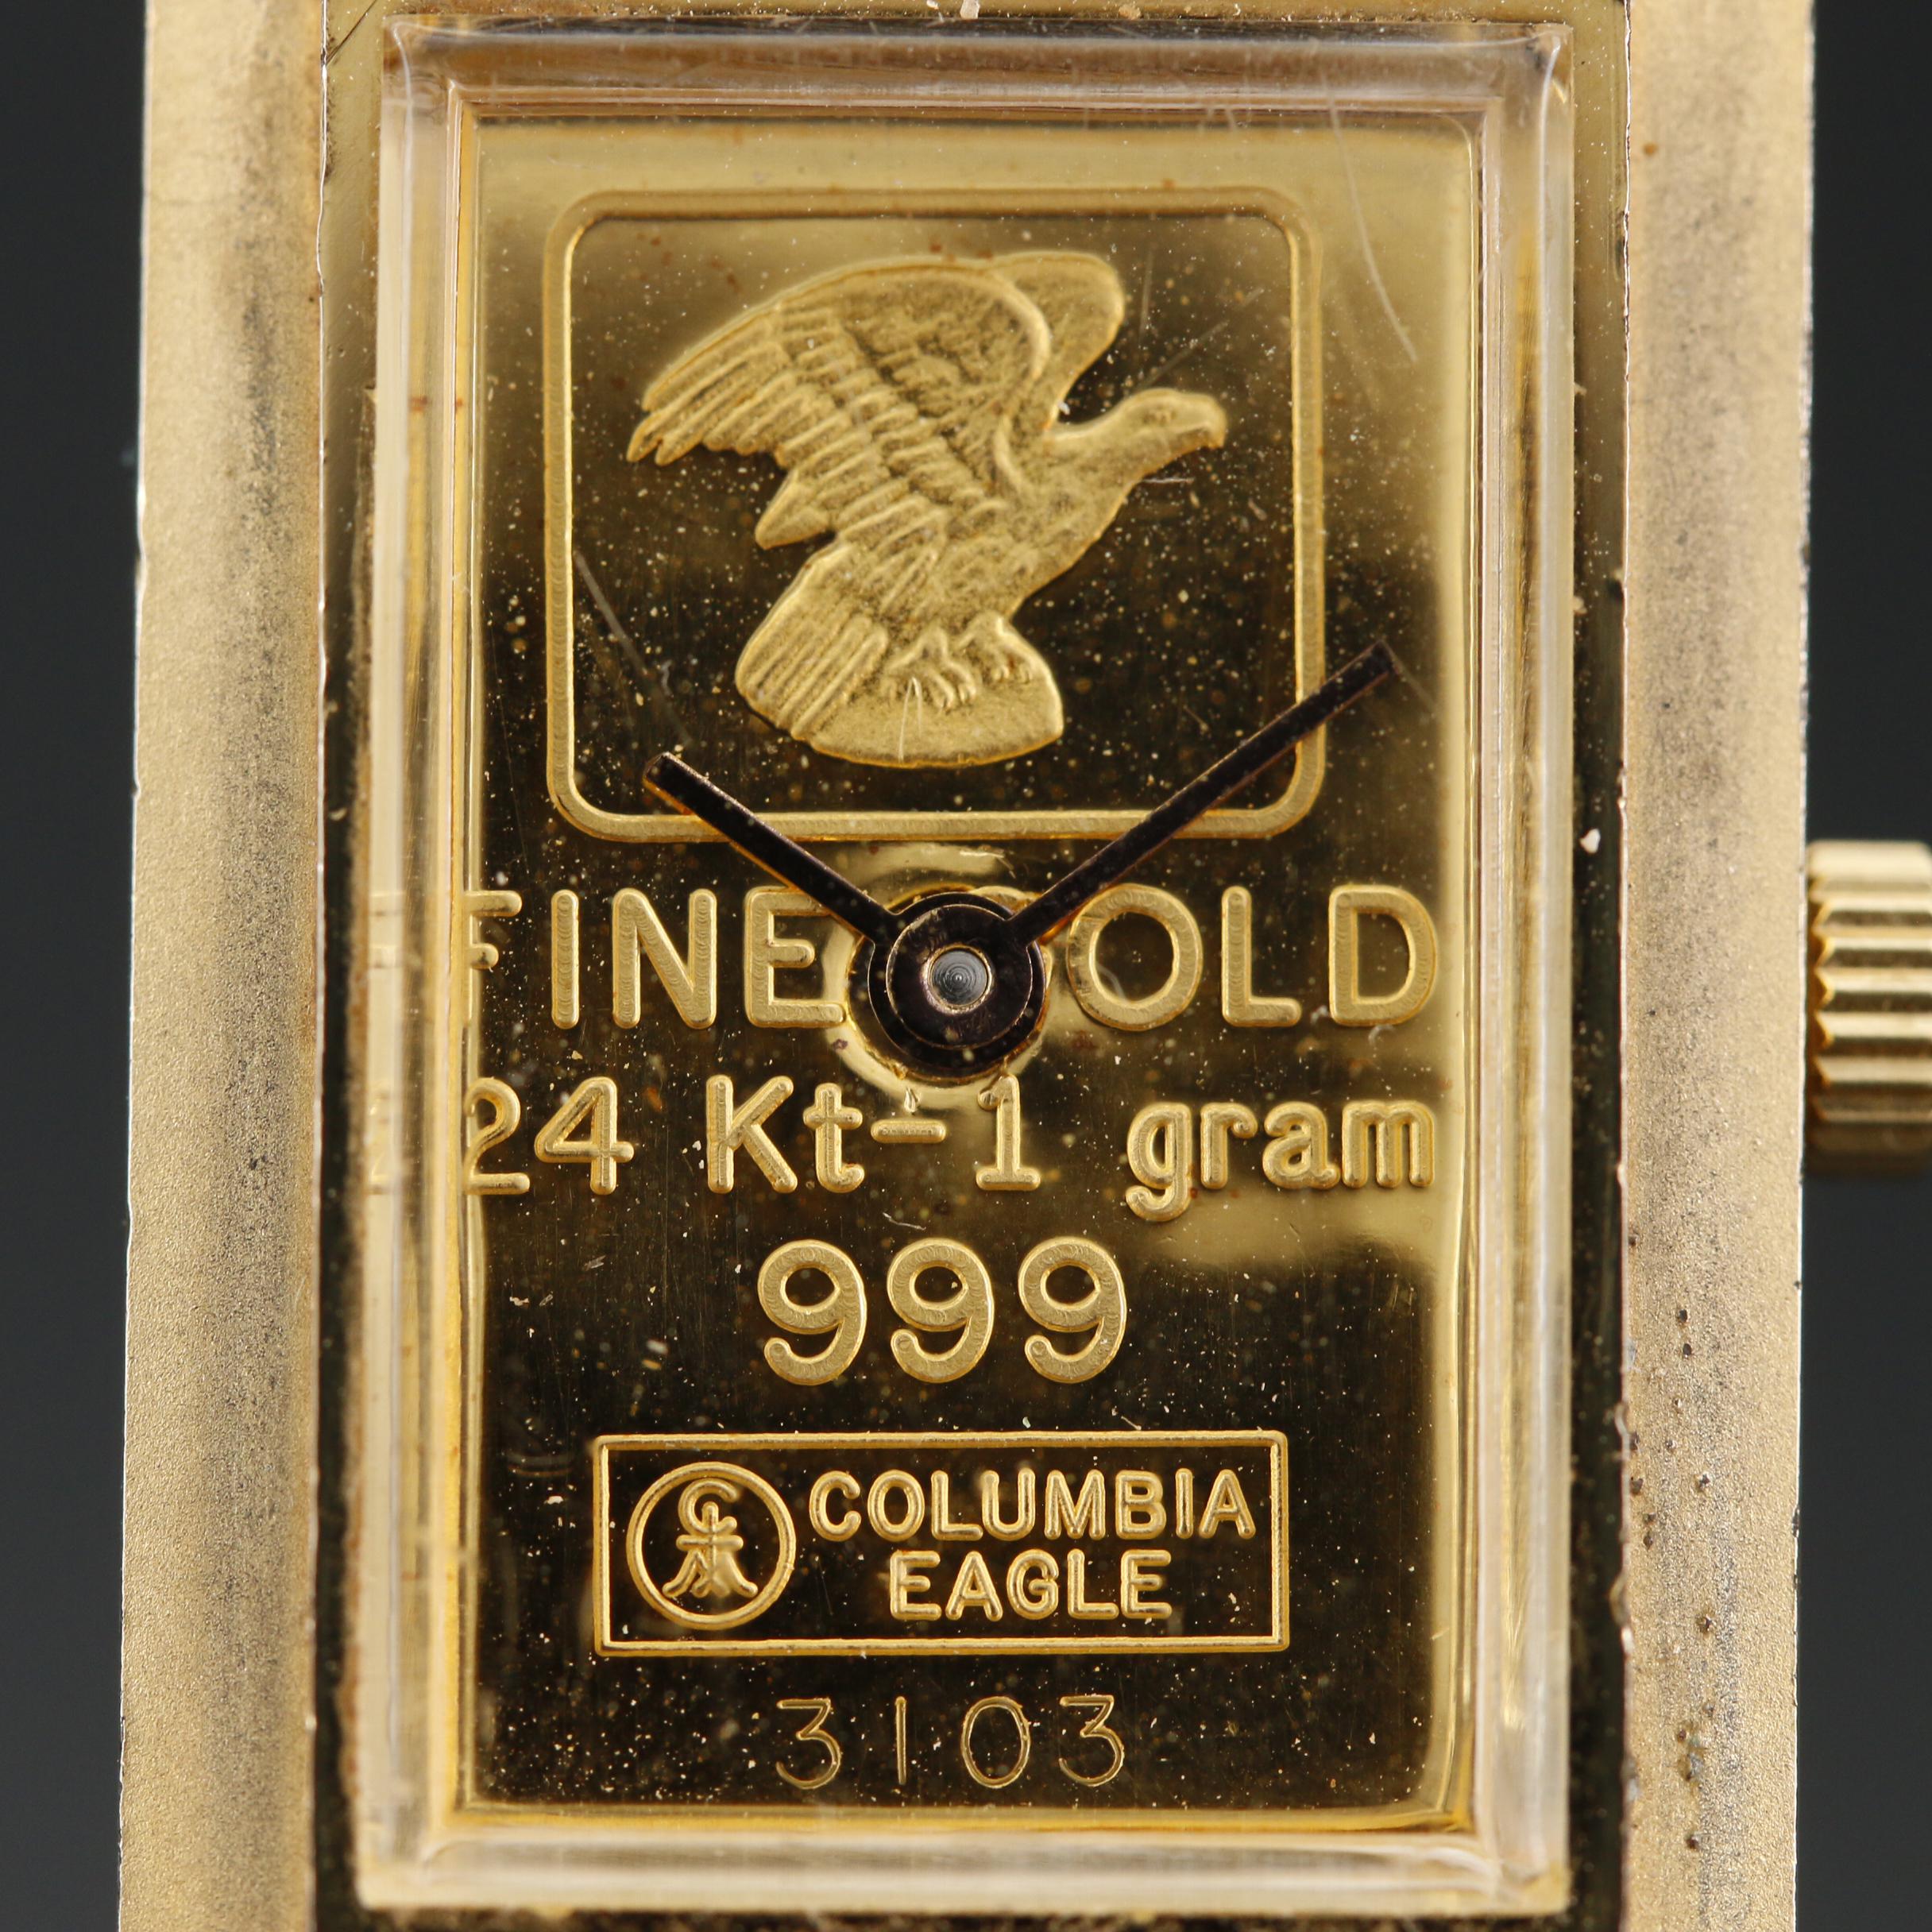 FINE GOLD
24 Kt-1 gram
999
COLUMBIA
EAGLE
3103